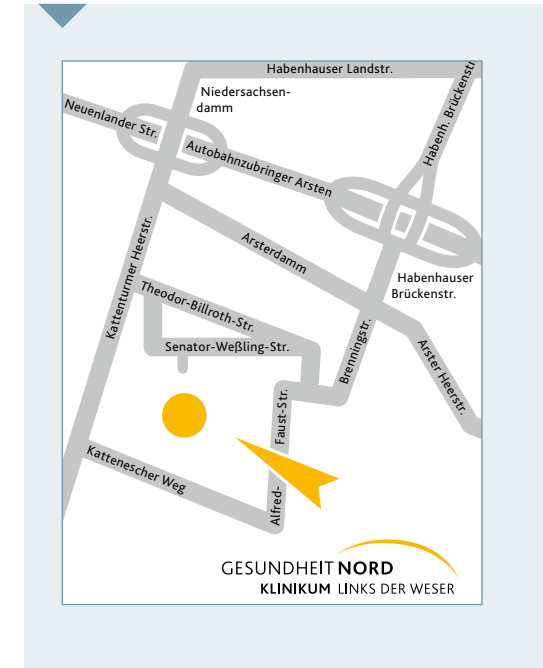 Habenhauser Landstr.
Niedersachsen-
damm
Neuenlander Str.
Habenh. Brückenstr
Autobahnzubringer Arsten
Arsterdamm
Kattenturmer Heerstr.
Habenhauser
Brückenstr.
Theodor-Billroth-Str.
Senator-Weßling-Str.
Brenningstr.
Arster Heerstr.
Alfred-
Faust-Str.
Kattenescher Weg
GESUNDHEIT NORD
KLINIKUM LINKS DER WESER